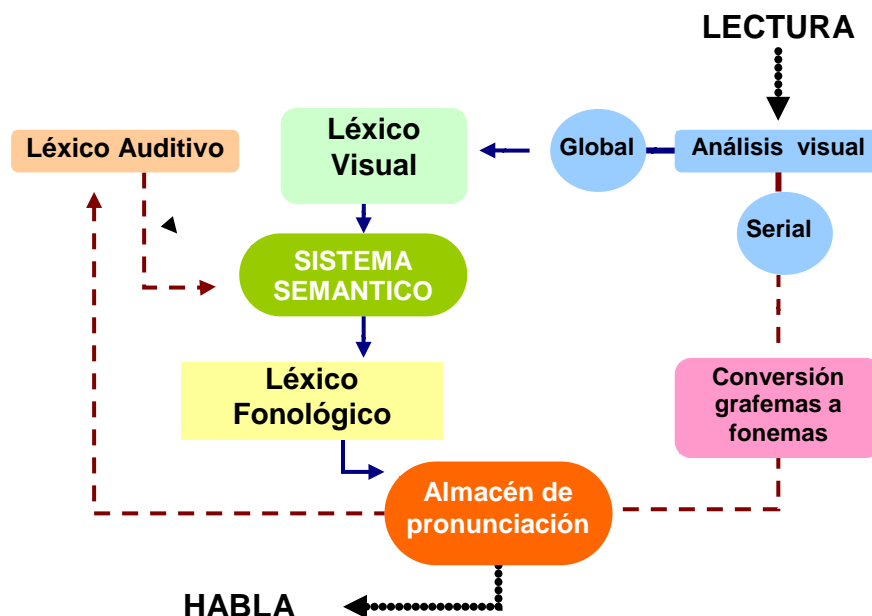 LECTURA
Léxico
Visual
Global
Análisis visual
Léxico Auditivo
Serial
SISTEMA
SEMANTICO
Léxico
Fonológico
Conversión
grafemas a
fonemas
Almacén de
pronunciación
HABLA